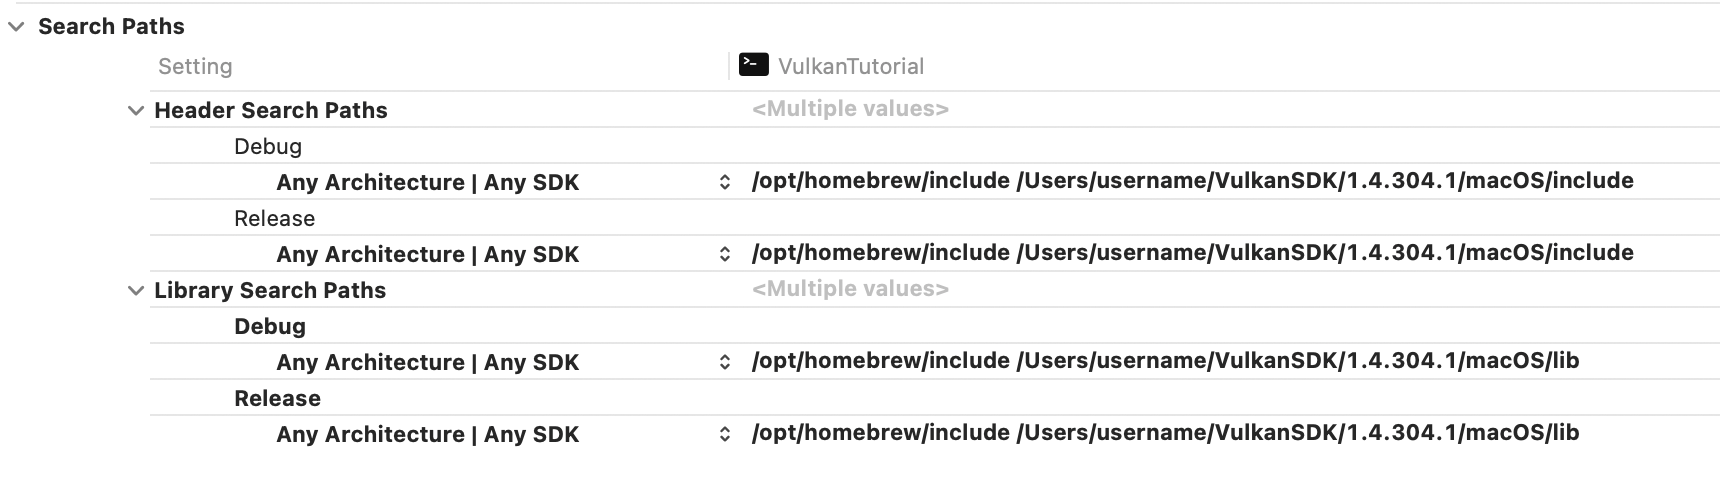 Search Paths
Setting VulkanTutorial
Header Search Paths <Multiple values>
Debug
Any Architecture | Any SDK /opt/homebrew/include /Users/username/VulkanSDK/1.4.304.1/macOS/include
Release
Any Architecture | Any SDK /opt/homebrew/include /Users/username/VulkanSDK/1.4.304.1/macOS/include
Library Search Paths <Multiple values>
Debug
Any Architecture | Any SDK /opt/homebrew/include /Users/username/VulkanSDK/1.4.304.1/macOS/lib
Release
Any Architecture | Any SDK /opt/homebrew/include /Users/username/VulkanSDK/1.4.304.1/macOS/lib